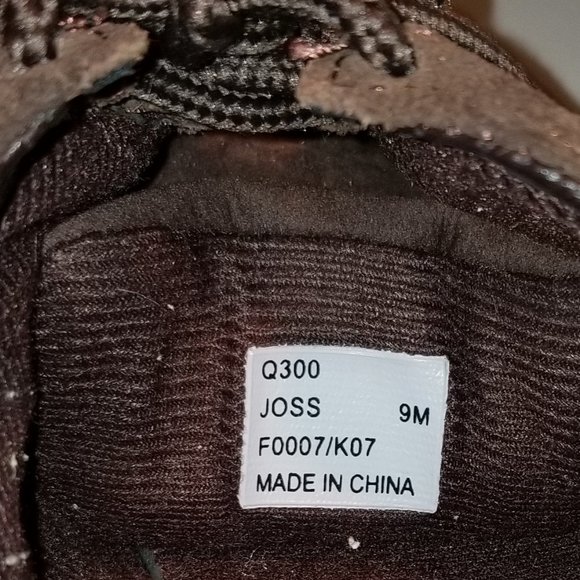 Q300
JOSS 9M
F0007/K07
MADE IN CHINA